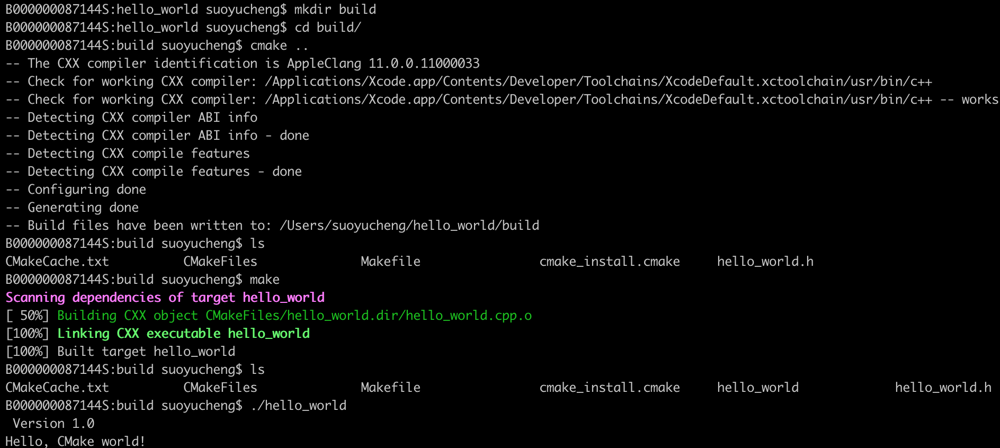 B000000087144S:hello_world suoyucheng$ mkdir build
B000000087144S:hello_world suoyucheng$ cd build/
B000000087144S:build suoyucheng$ cmake ..
-- The CXX compiler identification is AppleClang 11.0.0.11000033
-- Check for working CXX compiler: /Applications/Xcode.app/Contents/Developer/Toolchains/XcodeDefault.xctoolchain/usr/bin/c++
-- Check for working CXX compiler: /Applications/Xcode.app/Contents/Developer/Toolchains/XcodeDefault.xctoolchain/usr/bin/c++ -- works
-- Detecting CXX compiler ABI info
-- Detecting CXX compiler ABI info - done
-- Detecting CXX compile features
-- Detecting CXX compile features - done
-- Configuring done
-- Generating done
-- Build files have been written to: /Users/suoyucheng/hello_world/build
B000000087144S:build suoyucheng$ ls
CMakeCache.txt          CMakeFiles              Makefile                cmake_install.cmake     hello_world.h
B000000087144S:build suoyucheng$ make
Scanning dependencies of target hello_world
[ 50%] Building CXX object CMakeFiles/hello_world.dir/hello_world.cpp.o
[100%] Linking CXX executable hello_world
[100%] Built target hello_world
B000000087144S:build suoyucheng$ ls
CMakeCache.txt          CMakeFiles              Makefile                cmake_install.cmake     hello_world             hello_world.h
B000000087144S:build suoyucheng$ ./hello_world
 Version 1.0
Hello, CMake world!